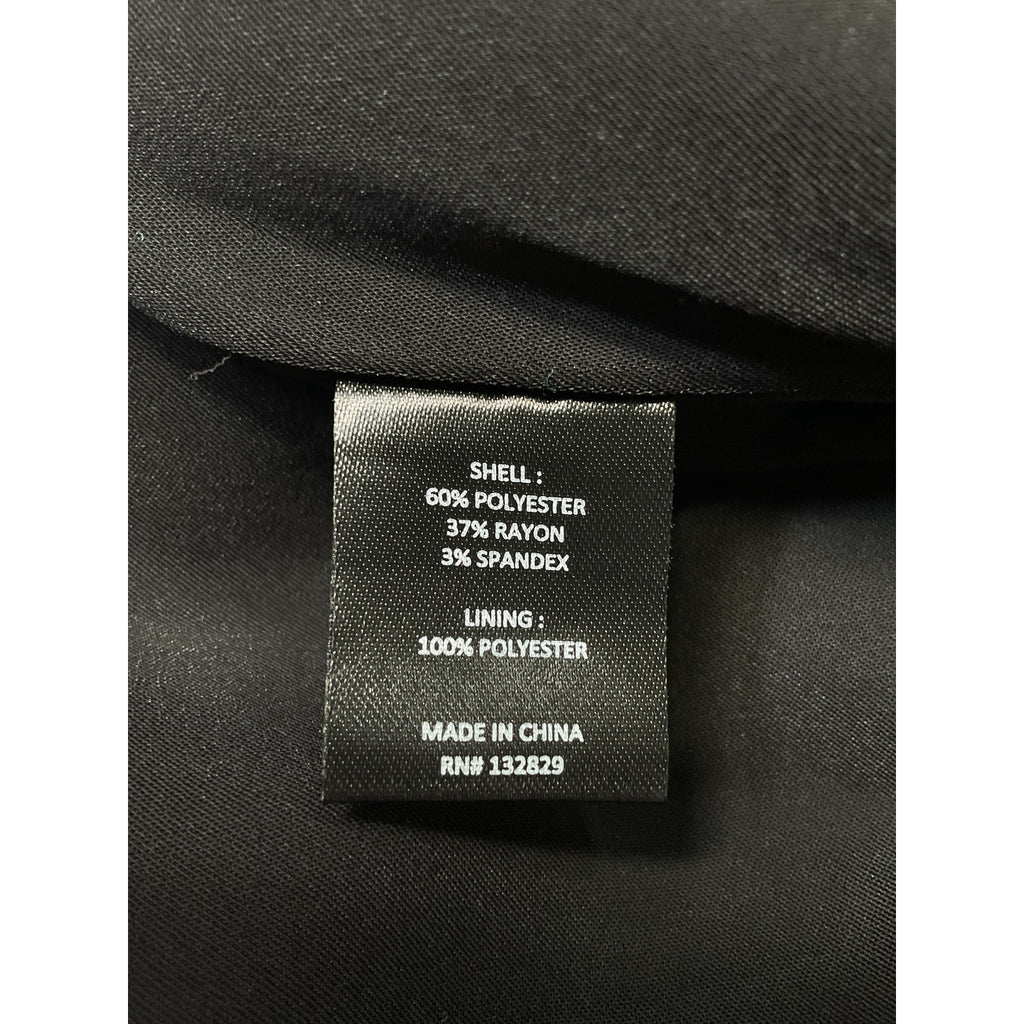 SHELL :
60% POLYESTER
37% RAYON
3% SPANDEX
LINING :
100% POLYESTER
MADE IN CHINA
RN# 132829